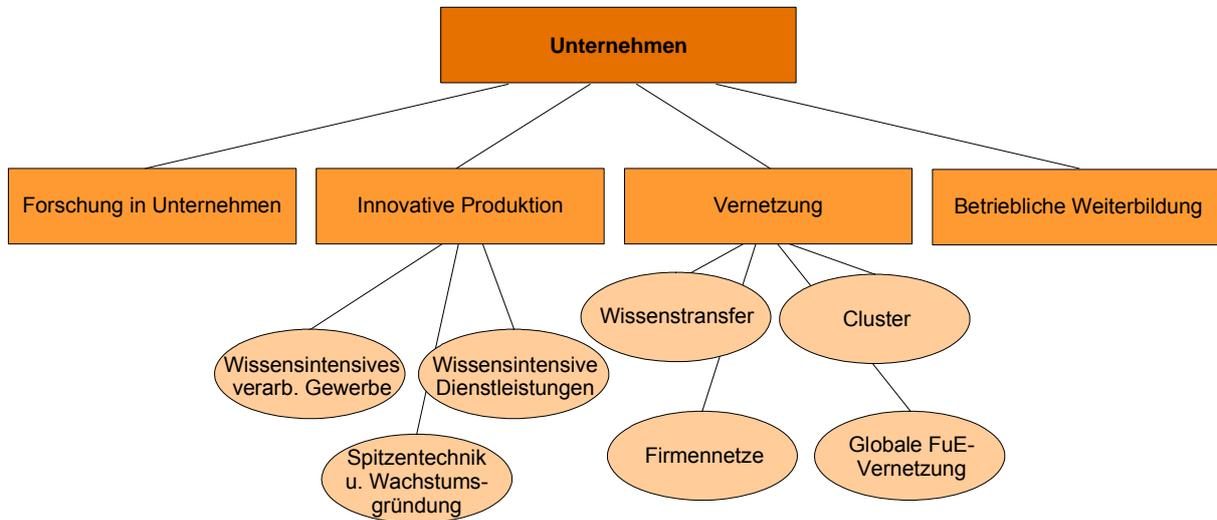 Unternehmen
Forschung in Unternehmen
Innovative Produktion
Vernetzung
Betriebliche Weiterbildung
Wissenstransfer
Cluster
Wissensintensives
verarb. Gewerbe
Wissensintensive
Dienstleistungen
Spitzentechnik
u. Wachstums-
gründung
Firmennetze
Globale FuE-
Vernetzung